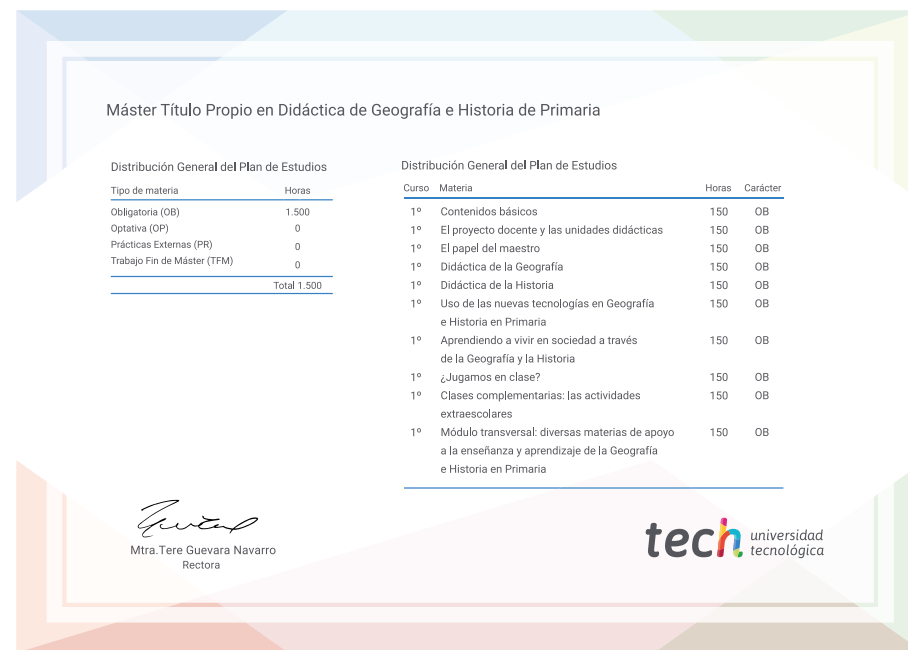 Máster Título Propio en Didáctica de Geografía e Historia de Primaria
Distribución General del Plan de Estudios
Tipo de materia Horas
Obligatoria (OB) 1.500
Optativa (OP) 0
Prácticas Externas (PR) 0
Trabajo Fin de Máster (TFM) 0
Total 1.500
Distribución General del Plan de Estudios
Curso Materia Horas Carácter
1º Contenidos básicos 150 OB
1º El proyecto docente y las unidades didácticas 150 OB
1º El papel del maestro 150 OB
1º Didáctica de la Geografía 150 OB
1º Didáctica de la Historia 150 OB
1º Uso de las nuevas tecnologías en Geografía 150 OB
e Historia en Primaria
1º Aprendiendo a vivir en sociedad a través 150 OB
de la Geografía y la Historia
1º ¿Jugamos en clase? 150 OB
1º Clases complementarias: las actividades 150 OB
extraescolares
1º Módulo transversal: diversas materias de apoyo 150 OB
a la enseñanza y aprendizaje de la Geografía
e Historia en Primaria
Mtra.Tere Guevara Navarro
Rectora
tech universidad
tecnológica